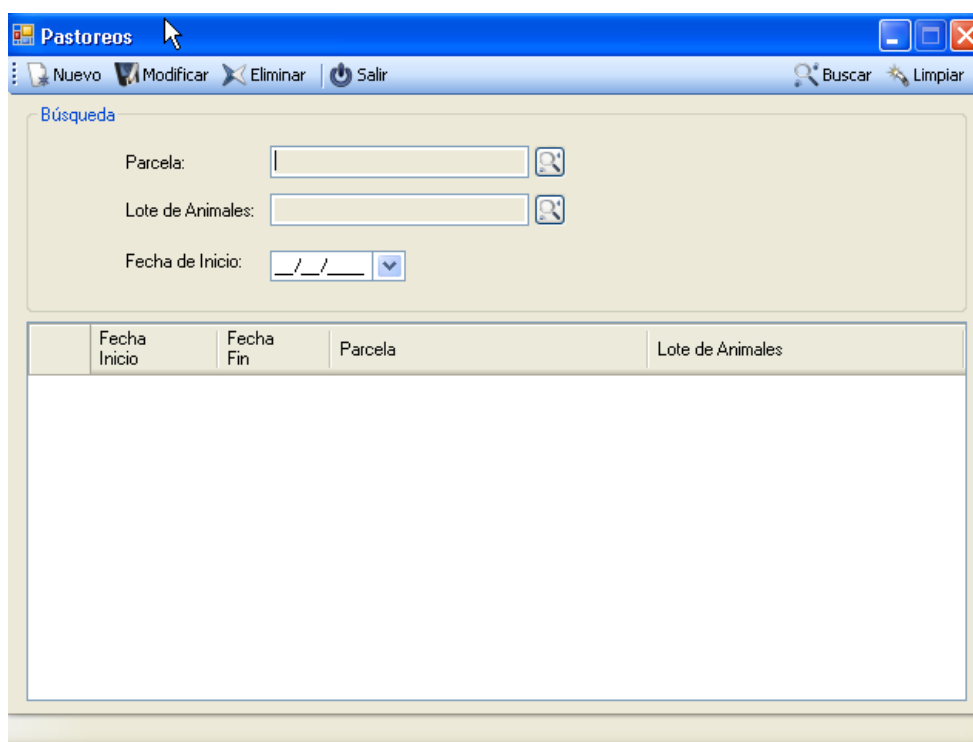 Pastoreos
Nuevo Modificar Eliminar Salir Buscar Limpiar
Búsqueda
Parcela:
Lote de Animales:
Fecha de Inicio: __/__/____
Fecha Inicio Fecha Fin Parcela Lote de Animales